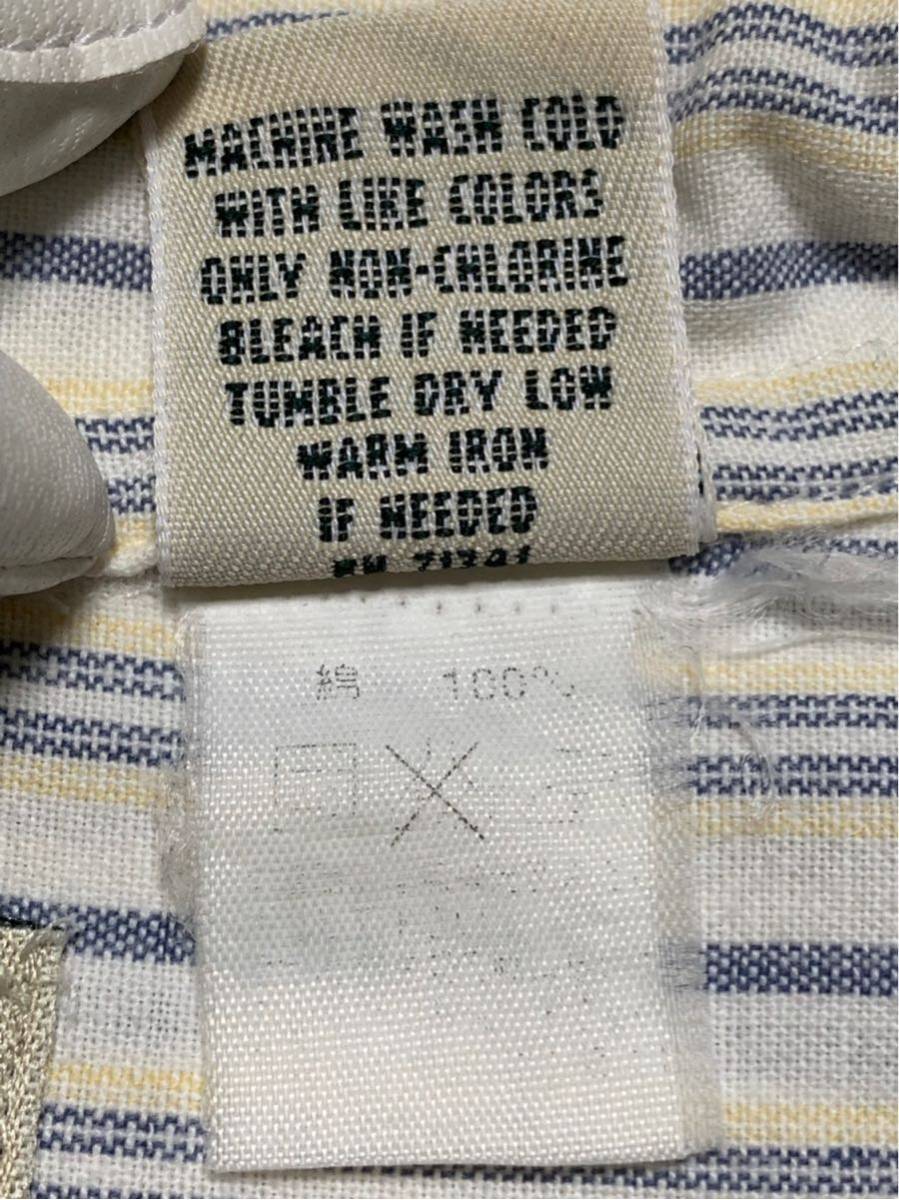 MACHINE WASH COLD
WITH LIKE COLORS
ONLY NON-CHLORINE
BLEACH IF NEEDED
TUMBLE DRY LOW
WARM IRON
IF NEEDED
綿 100%